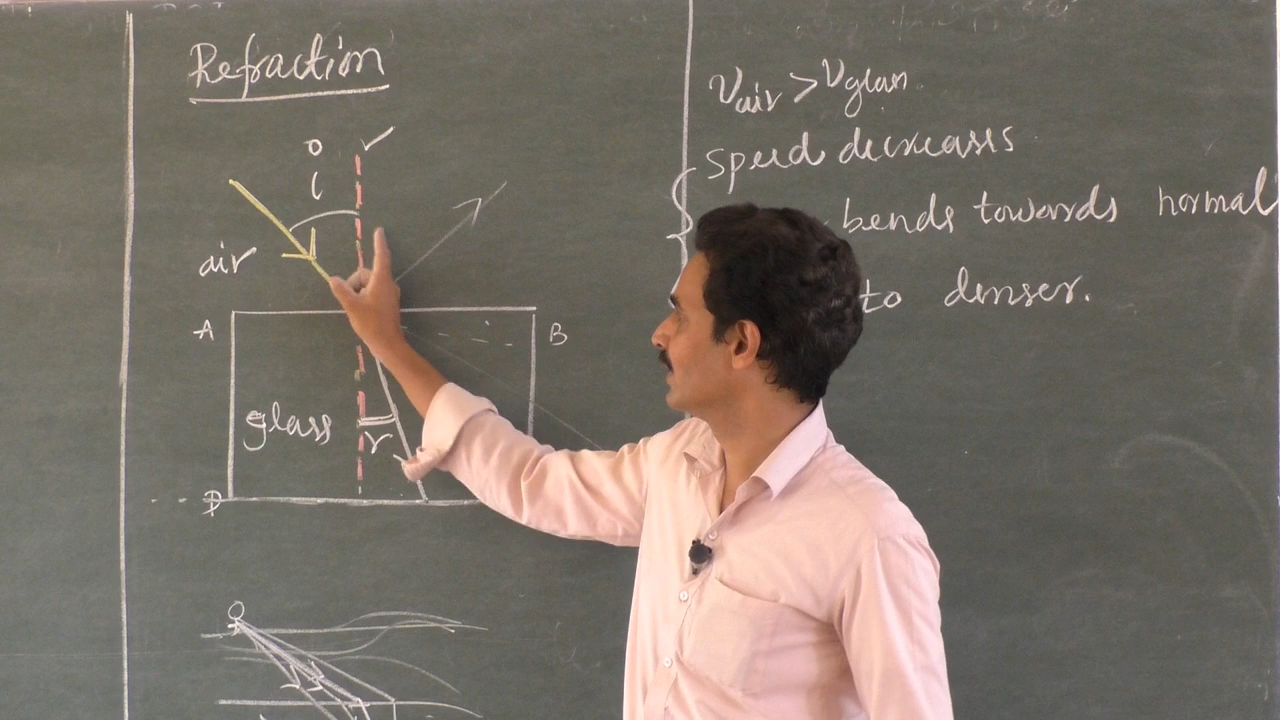 Refraction
i
air
A
B
glass
r
D
O
Vair > Vglass
Speed decreases
bends towards normal
to denser.